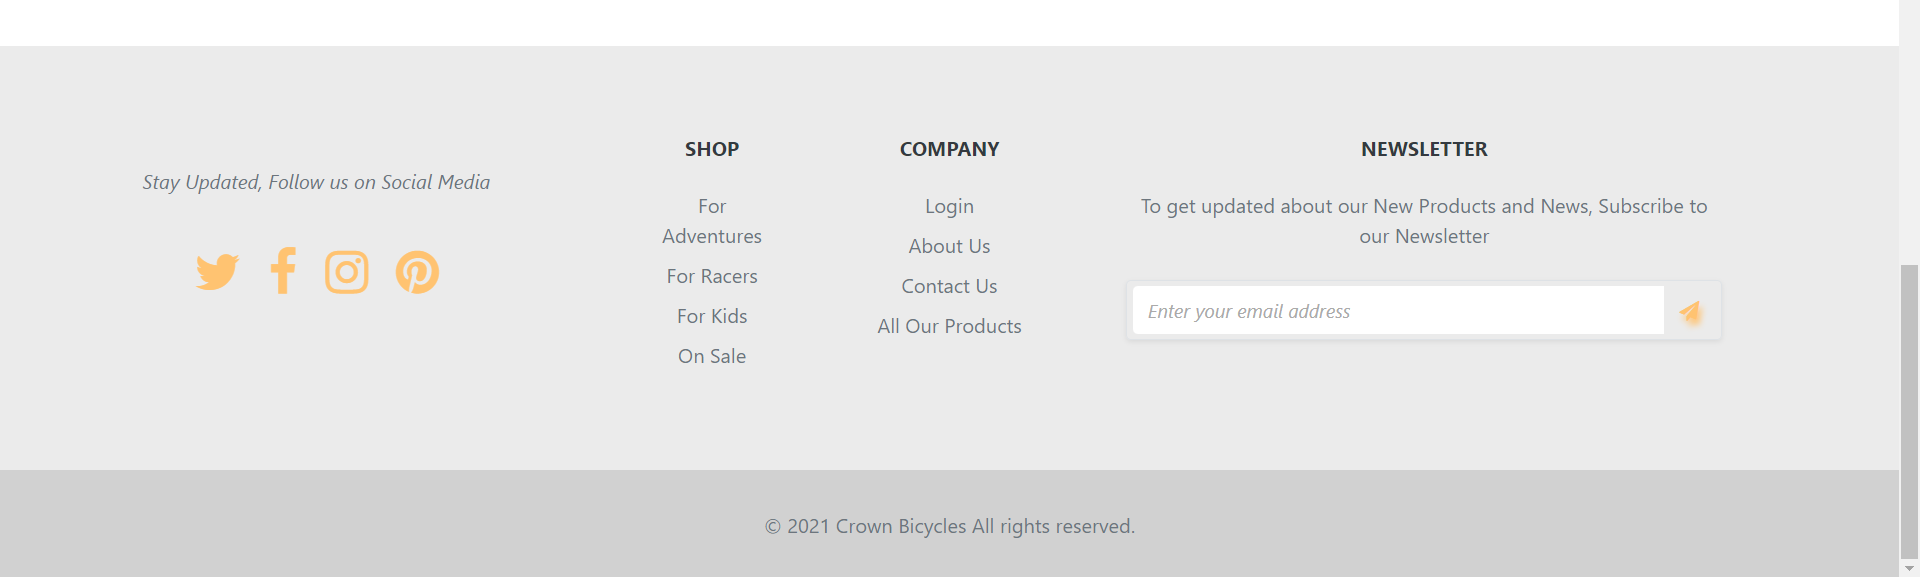 Stay Updated, Follow us on Social Media
SHOP
For
Adventures
For Racers
For Kids
On Sale
COMPANY
Login
About Us
Contact Us
All Our Products
NEWSLETTER
To get updated about our New Products and News, Subscribe to
our Newsletter
Enter your email address
© 2021 Crown Bicycles All rights reserved.